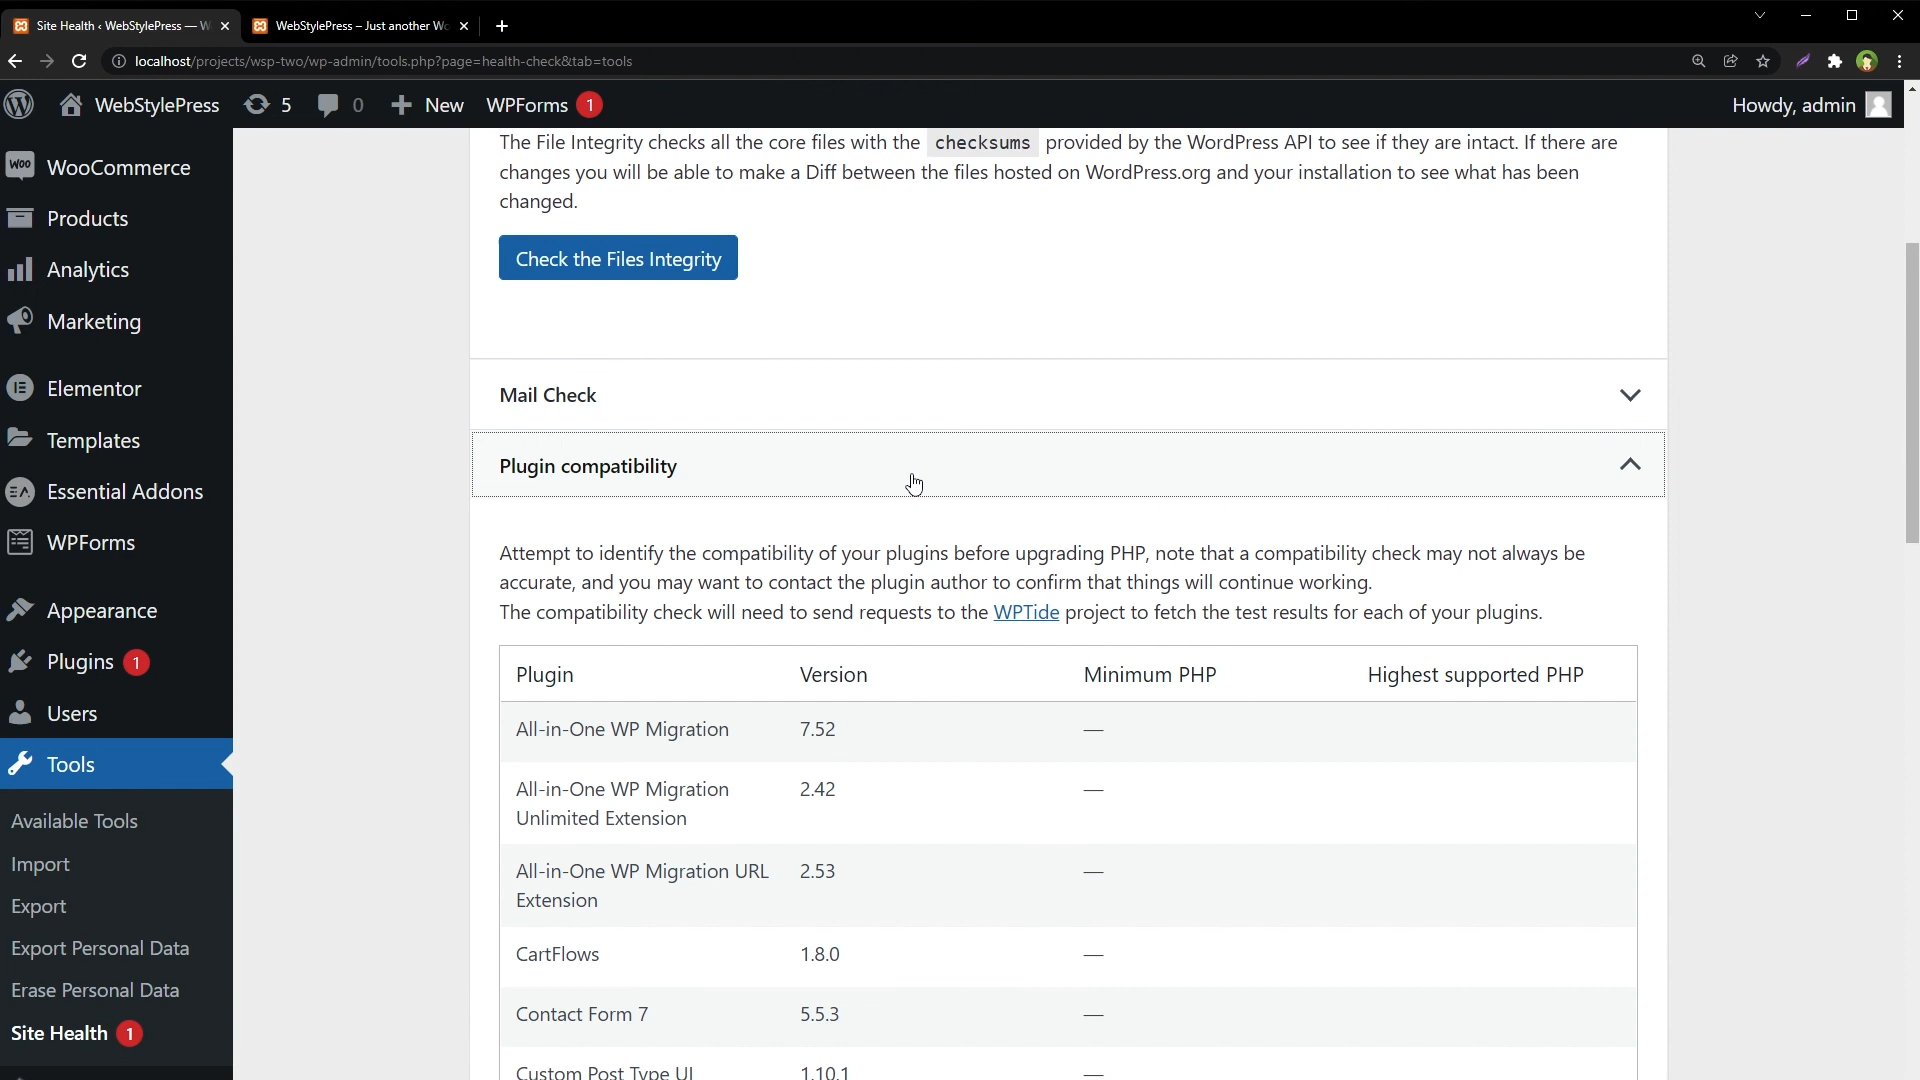 Site Health ‹ WebStylePress — W
WebStylePress – Just another Wo
localhost/projects/wsp-two/wp-admin/tools.php?page=health-check&tab=tools
WebStylePress 5 0 New WPForms 1
Howdy, admin
WooCommerce
Products
Analytics
Marketing
Elementor
Templates
Essential Addons
WPForms
Appearance
Plugins 1
Users
Tools
Available Tools
Import
Export
Export Personal Data
Erase Personal Data
Site Health 1
The File Integrity checks all the core files with the checksums provided by the WordPress API to see if they are intact. If there are
changes you will be able to make a Diff between the files hosted on WordPress.org and your installation to see what has been
changed.
Check the Files Integrity
Mail Check
Plugin compatibility
Attempt to identify the compatibility of your plugins before upgrading PHP, note that a compatibility check may not always be
accurate, and you may want to contact the plugin author to confirm that things will continue working.
The compatibility check will need to send requests to the WPTide project to fetch the test results for each of your plugins.
Plugin Version Minimum PHP Highest supported PHP
All-in-One WP Migration 7.52 —
All-in-One WP Migration 2.42 —
Unlimited Extension
All-in-One WP Migration URL 2.53 —
Extension
CartFlows 1.8.0 —
Contact Form 7 5.5.3 —
Custom Post Type UI 1.10.1 —